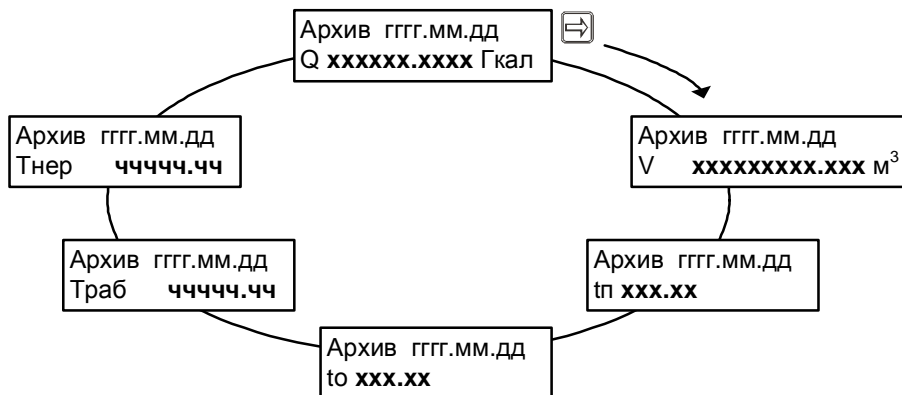 Архив гггг.мм.дд
Q xxxxxx.xxxx Гкал
Архив гггг.мм.дд
Тнер ччччч.чч
Архив гггг.мм.дд
V xxxxxxxxx.xxx м³
Архив гггг.мм.дд
Траб ччччч.чч
Архив гггг.мм.дд
tп xxx.xx
Архив гггг.мм.дд
to xxx.xx